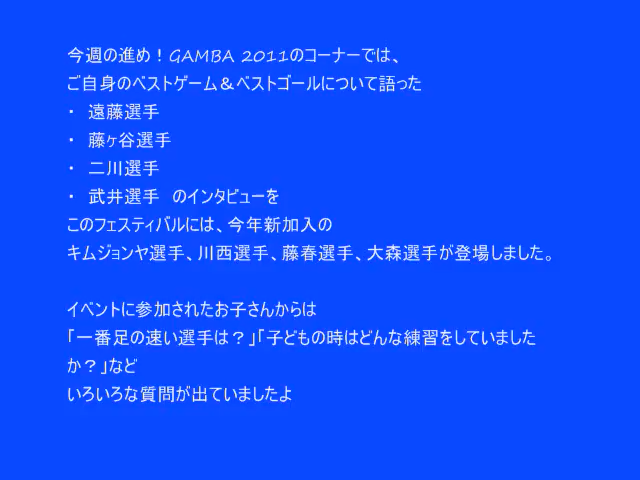 今週の進め！GAMBA 2011のコーナーでは、
ご自身のベストゲーム＆ベストゴールについて語った
・ 遠藤選手
・ 藤ヶ谷選手
・ 二川選手
・ 武井選手　のインタビューを
このフェスティバルには、今年新加入の
キムジョンヤ選手、川西選手、藤春選手、大森選手が登場しました。
イベントに参加されたお子さんからは
「一番足の速い選手は？」「子どもの時はどんな練習をしていました
か？」など
いろいろな質問が出ていましたよ